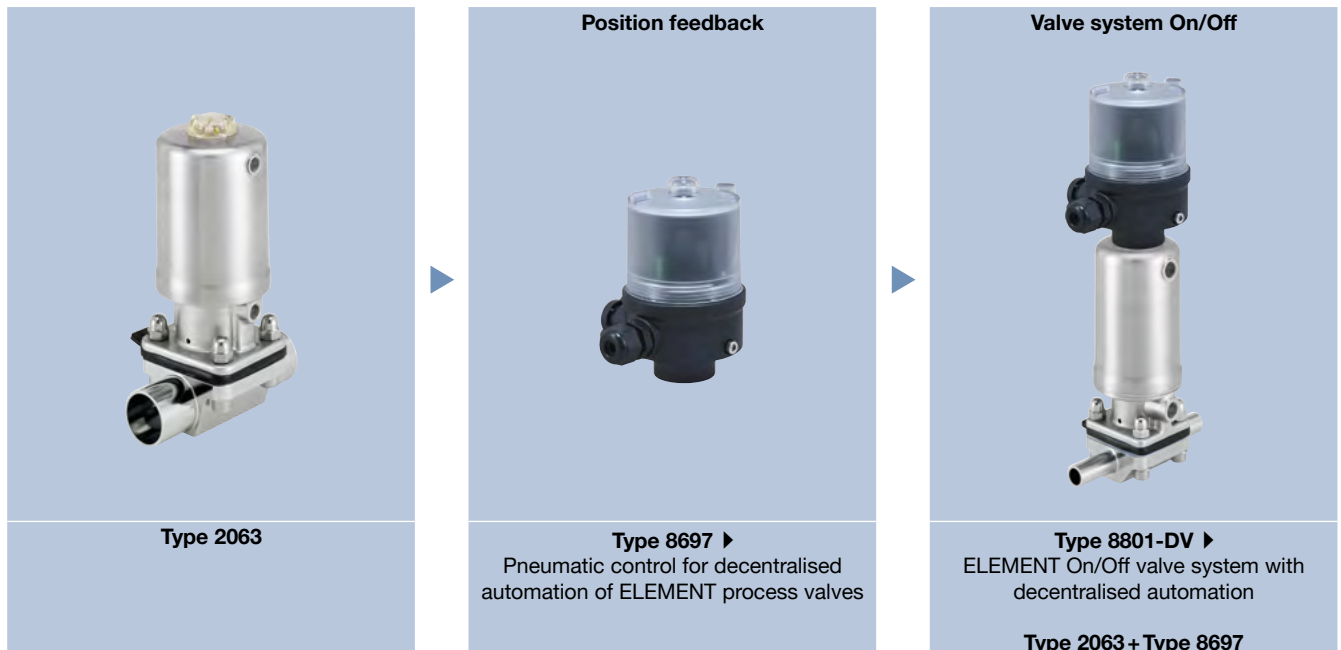 Position feedback
Valve system On/Off
Type 2063
Type 8697
Pneumatic control for decentralised
automation of ELEMENT process valves
Type 8801-DV
ELEMENT On/Off valve system with
decentralised automation
Type 2063 + Type 8697